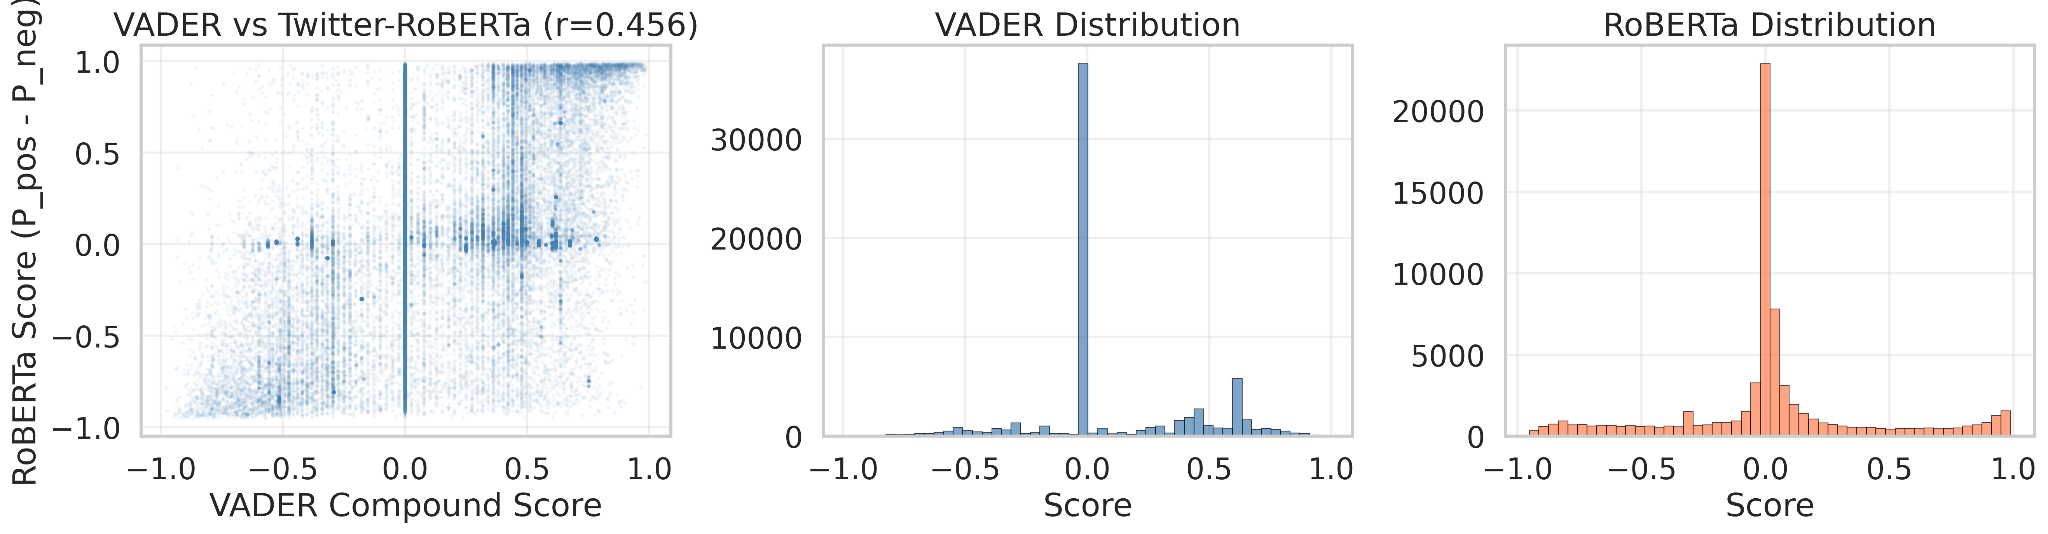 VADER vs Twitter-RoBERTa (r=0.456)
RoBERTa Score (P_pos - P_neg)
1.0
0.5
0.0
−0.5
−1.0
−1.0 −0.5 0.0 0.5 1.0
VADER Compound Score
VADER Distribution
30000
20000
10000
0
−1.0 −0.5 0.0 0.5 1.0
Score
RoBERTa Distribution
20000
15000
10000
5000
0
−1.0 −0.5 0.0 0.5 1.0
Score